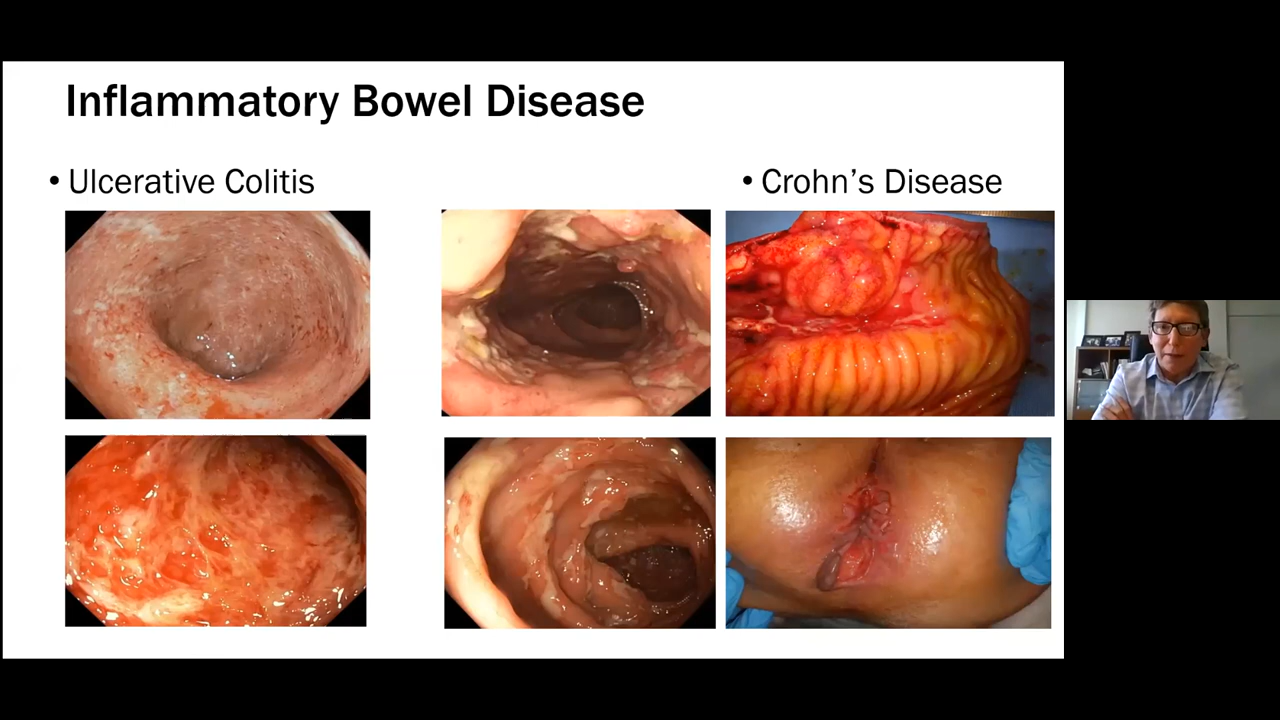 Inflammatory Bowel Disease
• Ulcerative Colitis
• Crohn's Disease